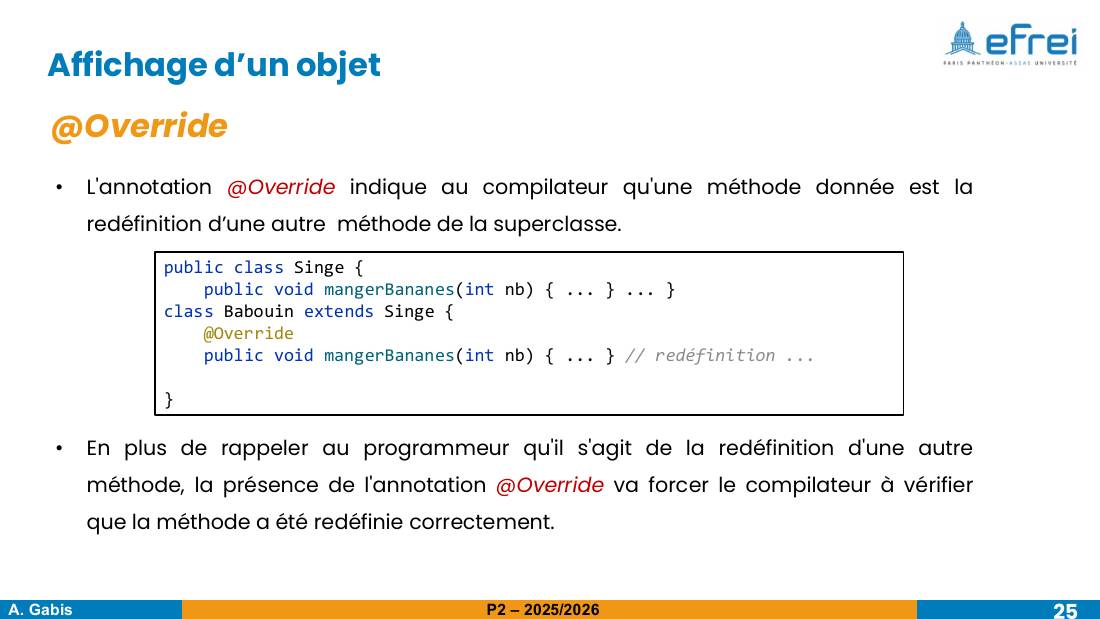 efrei
PARIS PANTHÉON-ASSAS UNIVERSITÉ
Affichage d’un objet
@Override
• L'annotation @Override indique au compilateur qu'une méthode donnée est la
redéfinition d’une autre méthode de la superclasse.
public class Singe {
    public void mangerBananes(int nb) { ... } ... }
class Babouin extends Singe {
    @Override
    public void mangerBananes(int nb) { ... } // redéfinition ...
}
• En plus de rappeler au programmeur qu'il s'agit de la redéfinition d'une autre
méthode, la présence de l'annotation @Override va forcer le compilateur à vérifier
que la méthode a été redéfinie correctement.
A. Gabis
P2 – 2025/2026
25